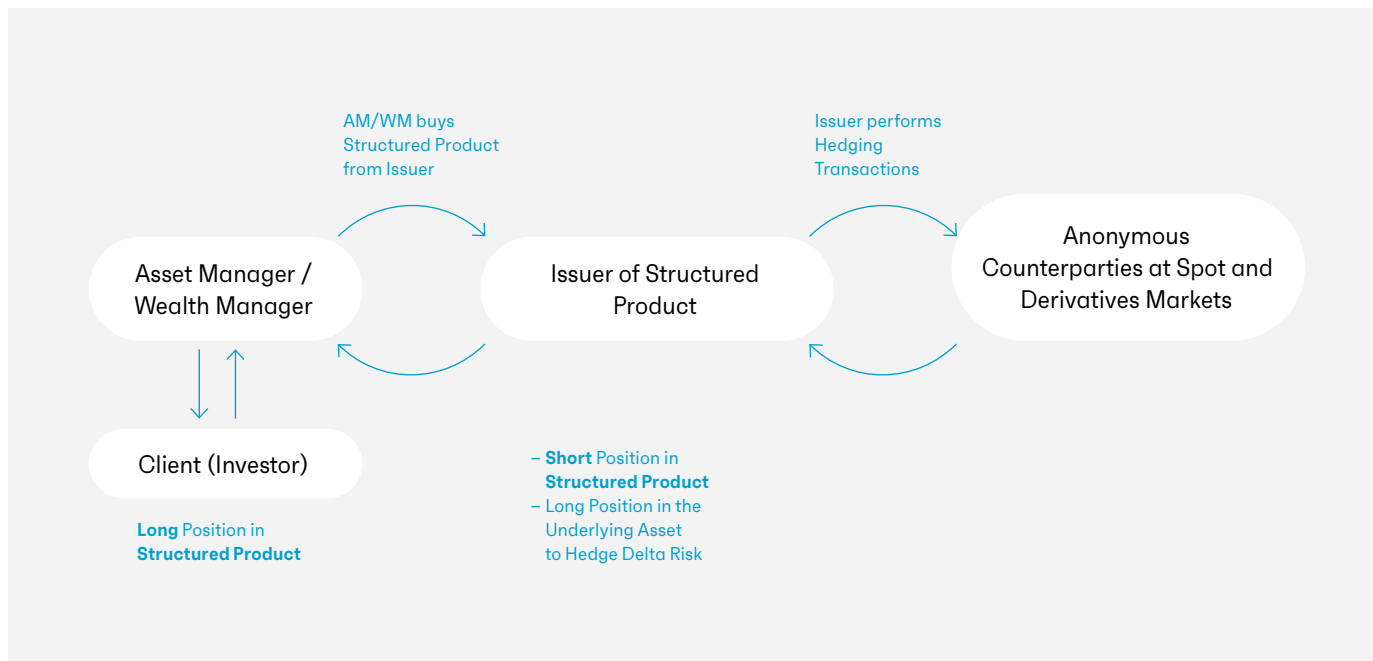 AM/WM buys
Structured Product
from Issuer
Issuer performs
Hedging
Transactions
Asset Manager /
Wealth Manager
Issuer of Structured
Product
Anonymous
Counterparties at Spot and
Derivatives Markets
Client (Investor)
Long Position in
Structured Product
– Short Position in
Structured Product
– Long Position in the
Underlying Asset
to Hedge Delta Risk